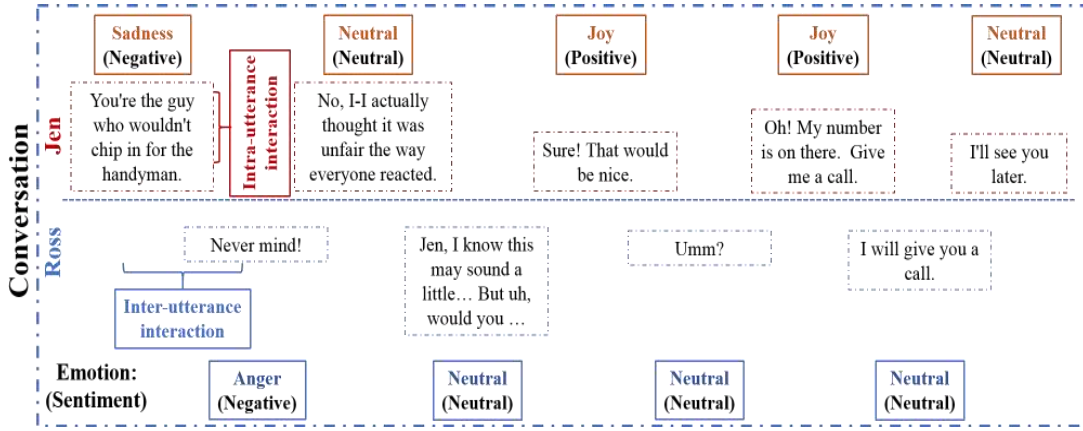 Conversation
Jen
Sadness
(Negative)
Neutral
(Neutral)
Joy
(Positive)
Joy
(Positive)
Neutral
(Neutral)
You're the guy
who wouldn't
chip in for the
handyman.
Intra-utterance
interaction
No, I-I actually
thought it was
unfair the way
everyone reacted.
Sure! That would
be nice.
Oh! My number
is on there. Give
me a call.
I'll see you
later.
Ross
Never mind!
Inter-utterance
interaction
Jen, I know this
may sound a
little… But uh,
would you …
Umm?
I will give you a
call.
Emotion:
(Sentiment)
Anger
(Negative)
Neutral
(Neutral)
Neutral
(Neutral)
Neutral
(Neutral)